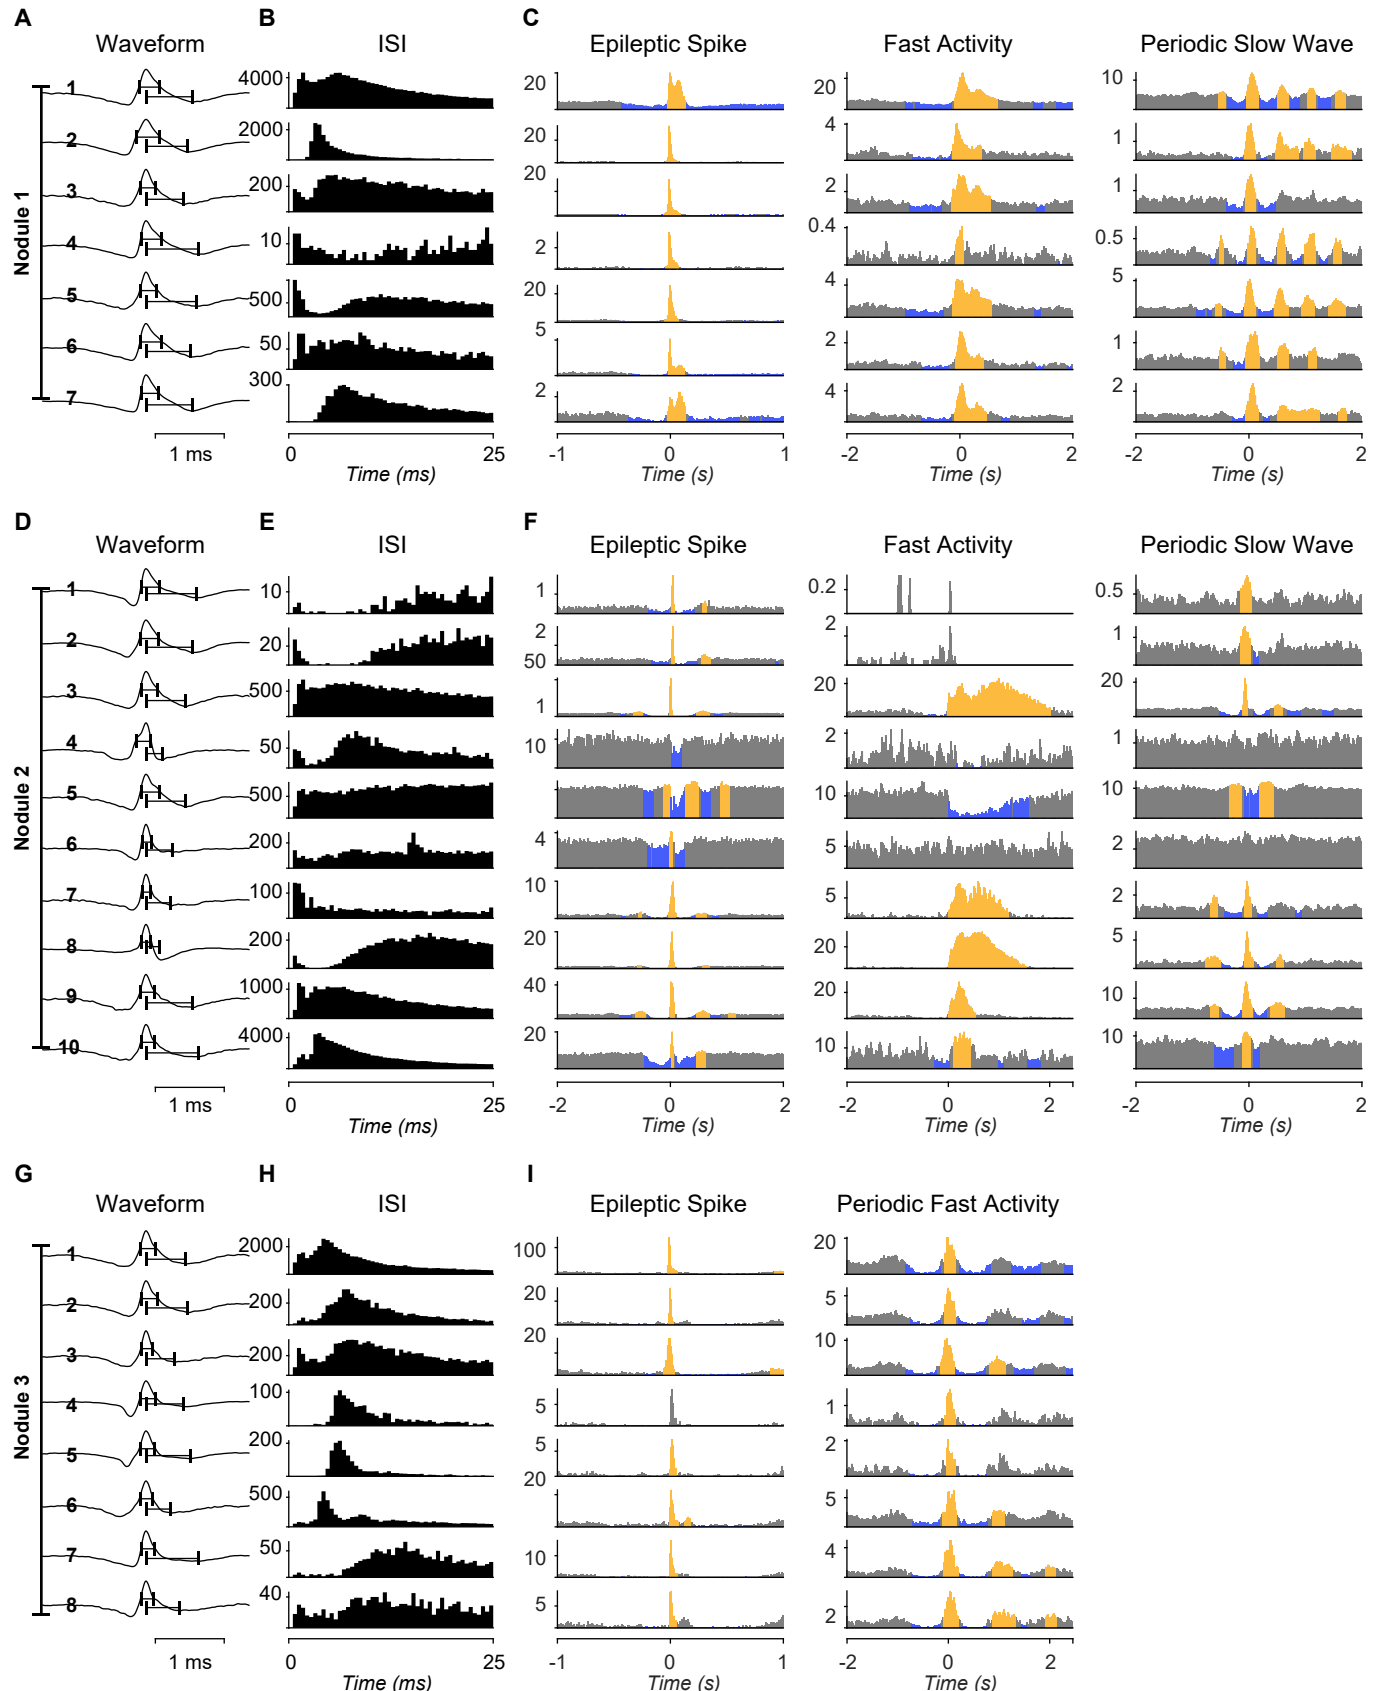 A B C
Waveform ISI Epileptic Spike Fast Activity Periodic Slow Wave
Nodule 1
1 4000 20 20 10
2 2000 20 4 1
3 200 20 2 1
4 10 2 0.4 0.5
5 500 20 4 5
6 50 5 2 1
7 300 2 4 2
1 ms 0 25 -1 0 1 -2 0 2 -2 0 2
Time (ms) Time (s) Time (s) Time (s)
D E F
Waveform ISI Epileptic Spike Fast Activity Periodic Slow Wave
Nodule 2
1 10 1 0.2 0.5
2 20 2 2 1
50
3 500 1 20 20
4 50 10 2 1
5 500 10 10
6 200 4 5 2
7 100 10 5 2
8 200 20 20 5
9 1000 40 20 10
10 4000 20 10 10
1 ms 0 25 -2 0 2 -2 0 2 -2 0 2
Time (ms) Time (s) Time (s) Time (s)
G H I
Waveform ISI Epileptic Spike Periodic Fast Activity
Nodule 3
1 2000 100 20
2 200 20 5
3 200 20 10
4 100 5 1
5 200 5 2
6 500 20 5
7 50 10 4
8 40 5 2
1 ms 0 25 -1 0 1 -2 0 2
Time (ms) Time (s) Time (s)